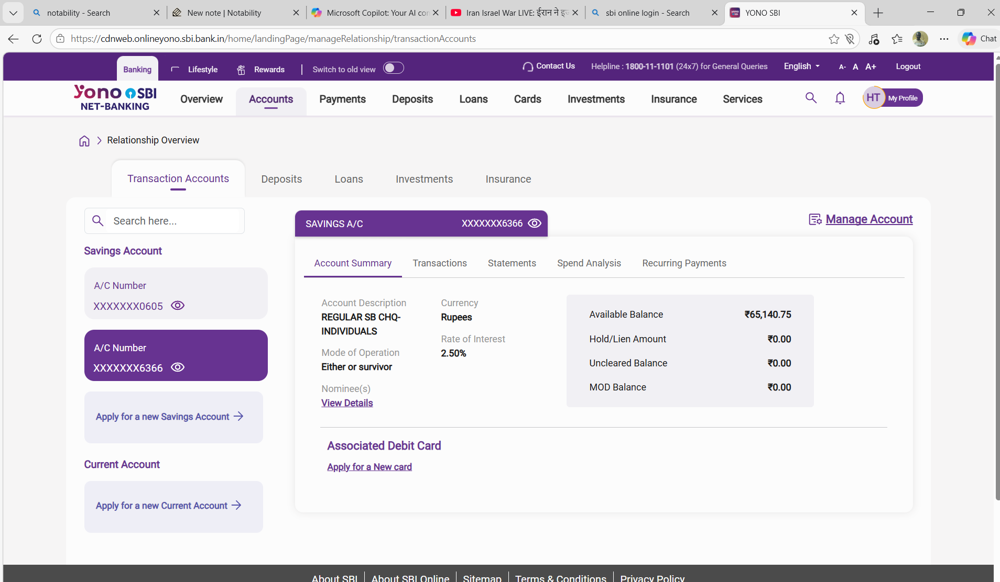 notability - Search
New note | Notability
Microsoft Copilot: Your AI con
Iran Israel War LIVE: ईरान ने इज
sbi online login - Search
YONO SBI
https://cdnweb.onlineyono.sbi.bank.in/home/landingPage/manageRelationship/transactionAccounts
Chat
Banking
Lifestyle
Rewards
Switch to old view
Contact Us
Helpline : 1800-11-1101 (24x7) for General Queries
English
A- A A+
Logout
yono SBI
NET-BANKING
Overview
Accounts
Payments
Deposits
Loans
Cards
Investments
Insurance
Services
HT
My Profile
Relationship Overview
Transaction Accounts
Deposits
Loans
Investments
Insurance
Search here...
Savings Account
A/C Number
XXXXXXX0605
A/C Number
XXXXXXX6366
Apply for a new Savings Account
Current Account
Apply for a new Current Account
SAVINGS A/C
XXXXXXX6366
Manage Account
Account Summary
Transactions
Statements
Spend Analysis
Recurring Payments
Account Description
REGULAR SB CHQ-
INDIVIDUALS
Mode of Operation
Either or survivor
Nominee(s)
View Details
Currency
Rupees
Rate of Interest
2.50%
Available Balance ₹65,140.75
Hold/Lien Amount ₹0.00
Uncleared Balance ₹0.00
MOD Balance ₹0.00
Associated Debit Card
Apply for a New card
About SBI
About SBI Online
Sitemap
Terms & Conditions
Privacy Policy